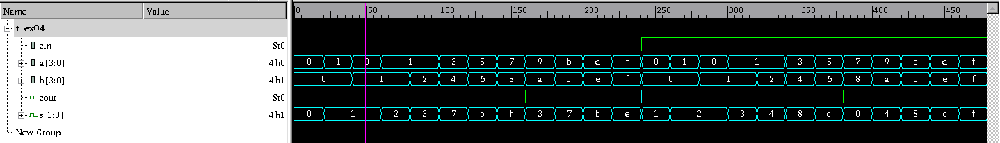 Name Value 0 50 100 150 200 250 300 350 400 450
t_ex04
cin St0
a[3:0] 4'h0 0 1 0 1 3 5 7 9 b d f 0 1 0 1 3 5 7 9 b d f
b[3:0] 4'h1 0 1 2 4 6 8 a c e f 0 1 2 4 6 8 a c e f
cout St0
s[3:0] 4'h1 0 1 2 3 7 b f 3 7 b e 1 2 3 4 8 c 0 4 8 c f
New Group